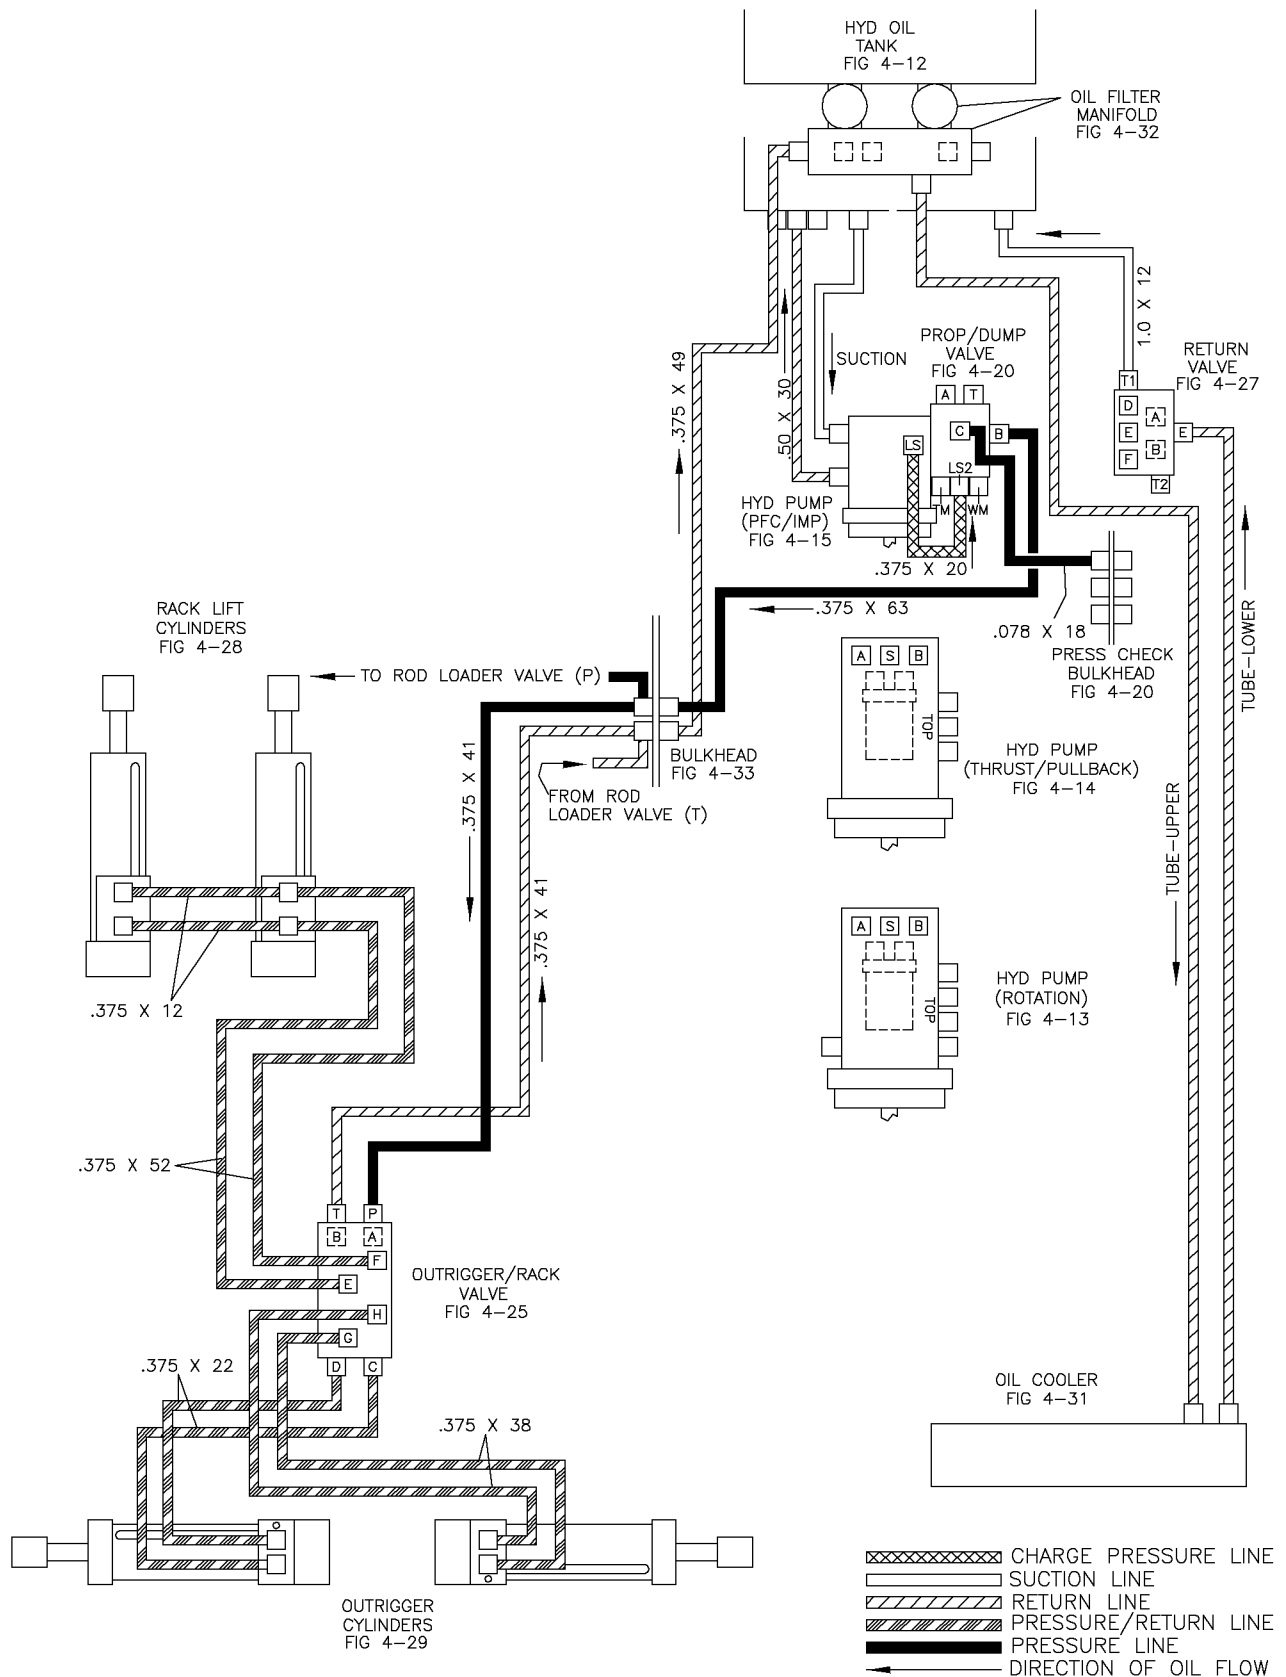 HYD OIL
TANK
FIG 4-12
OIL FILTER
MANIFOLD
FIG 4-32
1.0 X 12
PROP/DUMP
VALVE
FIG 4-20
SUCTION
RETURN
VALVE
FIG 4-27
.375 X 49
.50 X 30
A
T
C
B
LS
LS2
TM
WM
T1
D
A
E
B
F
E
T2
HYD PUMP
(PFC/IMP)
FIG 4-15
.375 X 20
.375 X 63
.078 X 18
PRESS CHECK
BULKHEAD
FIG 4-20
TUBE-LOWER
RACK LIFT
CYLINDERS
FIG 4-28
TO ROD LOADER VALVE (P)
BULKHEAD
FIG 4-33
FROM ROD
LOADER VALVE (T)
.375 X 41
.375 X 41
A
S
B
TOP
HYD PUMP
(THRUST/PULLBACK)
FIG 4-14
TUBE-UPPER
A
S
B
TOP
HYD PUMP
(ROTATION)
FIG 4-13
.375 X 12
.375 X 52
T
P
B
A
F
E
H
G
D
C
OUTRIGGER/RACK
VALVE
FIG 4-25
.375 X 22
.375 X 38
OIL COOLER
FIG 4-31
OUTRIGGER
CYLINDERS
FIG 4-29
CHARGE PRESSURE LINE
SUCTION LINE
RETURN LINE
PRESSURE/RETURN LINE
PRESSURE LINE
DIRECTION OF OIL FLOW